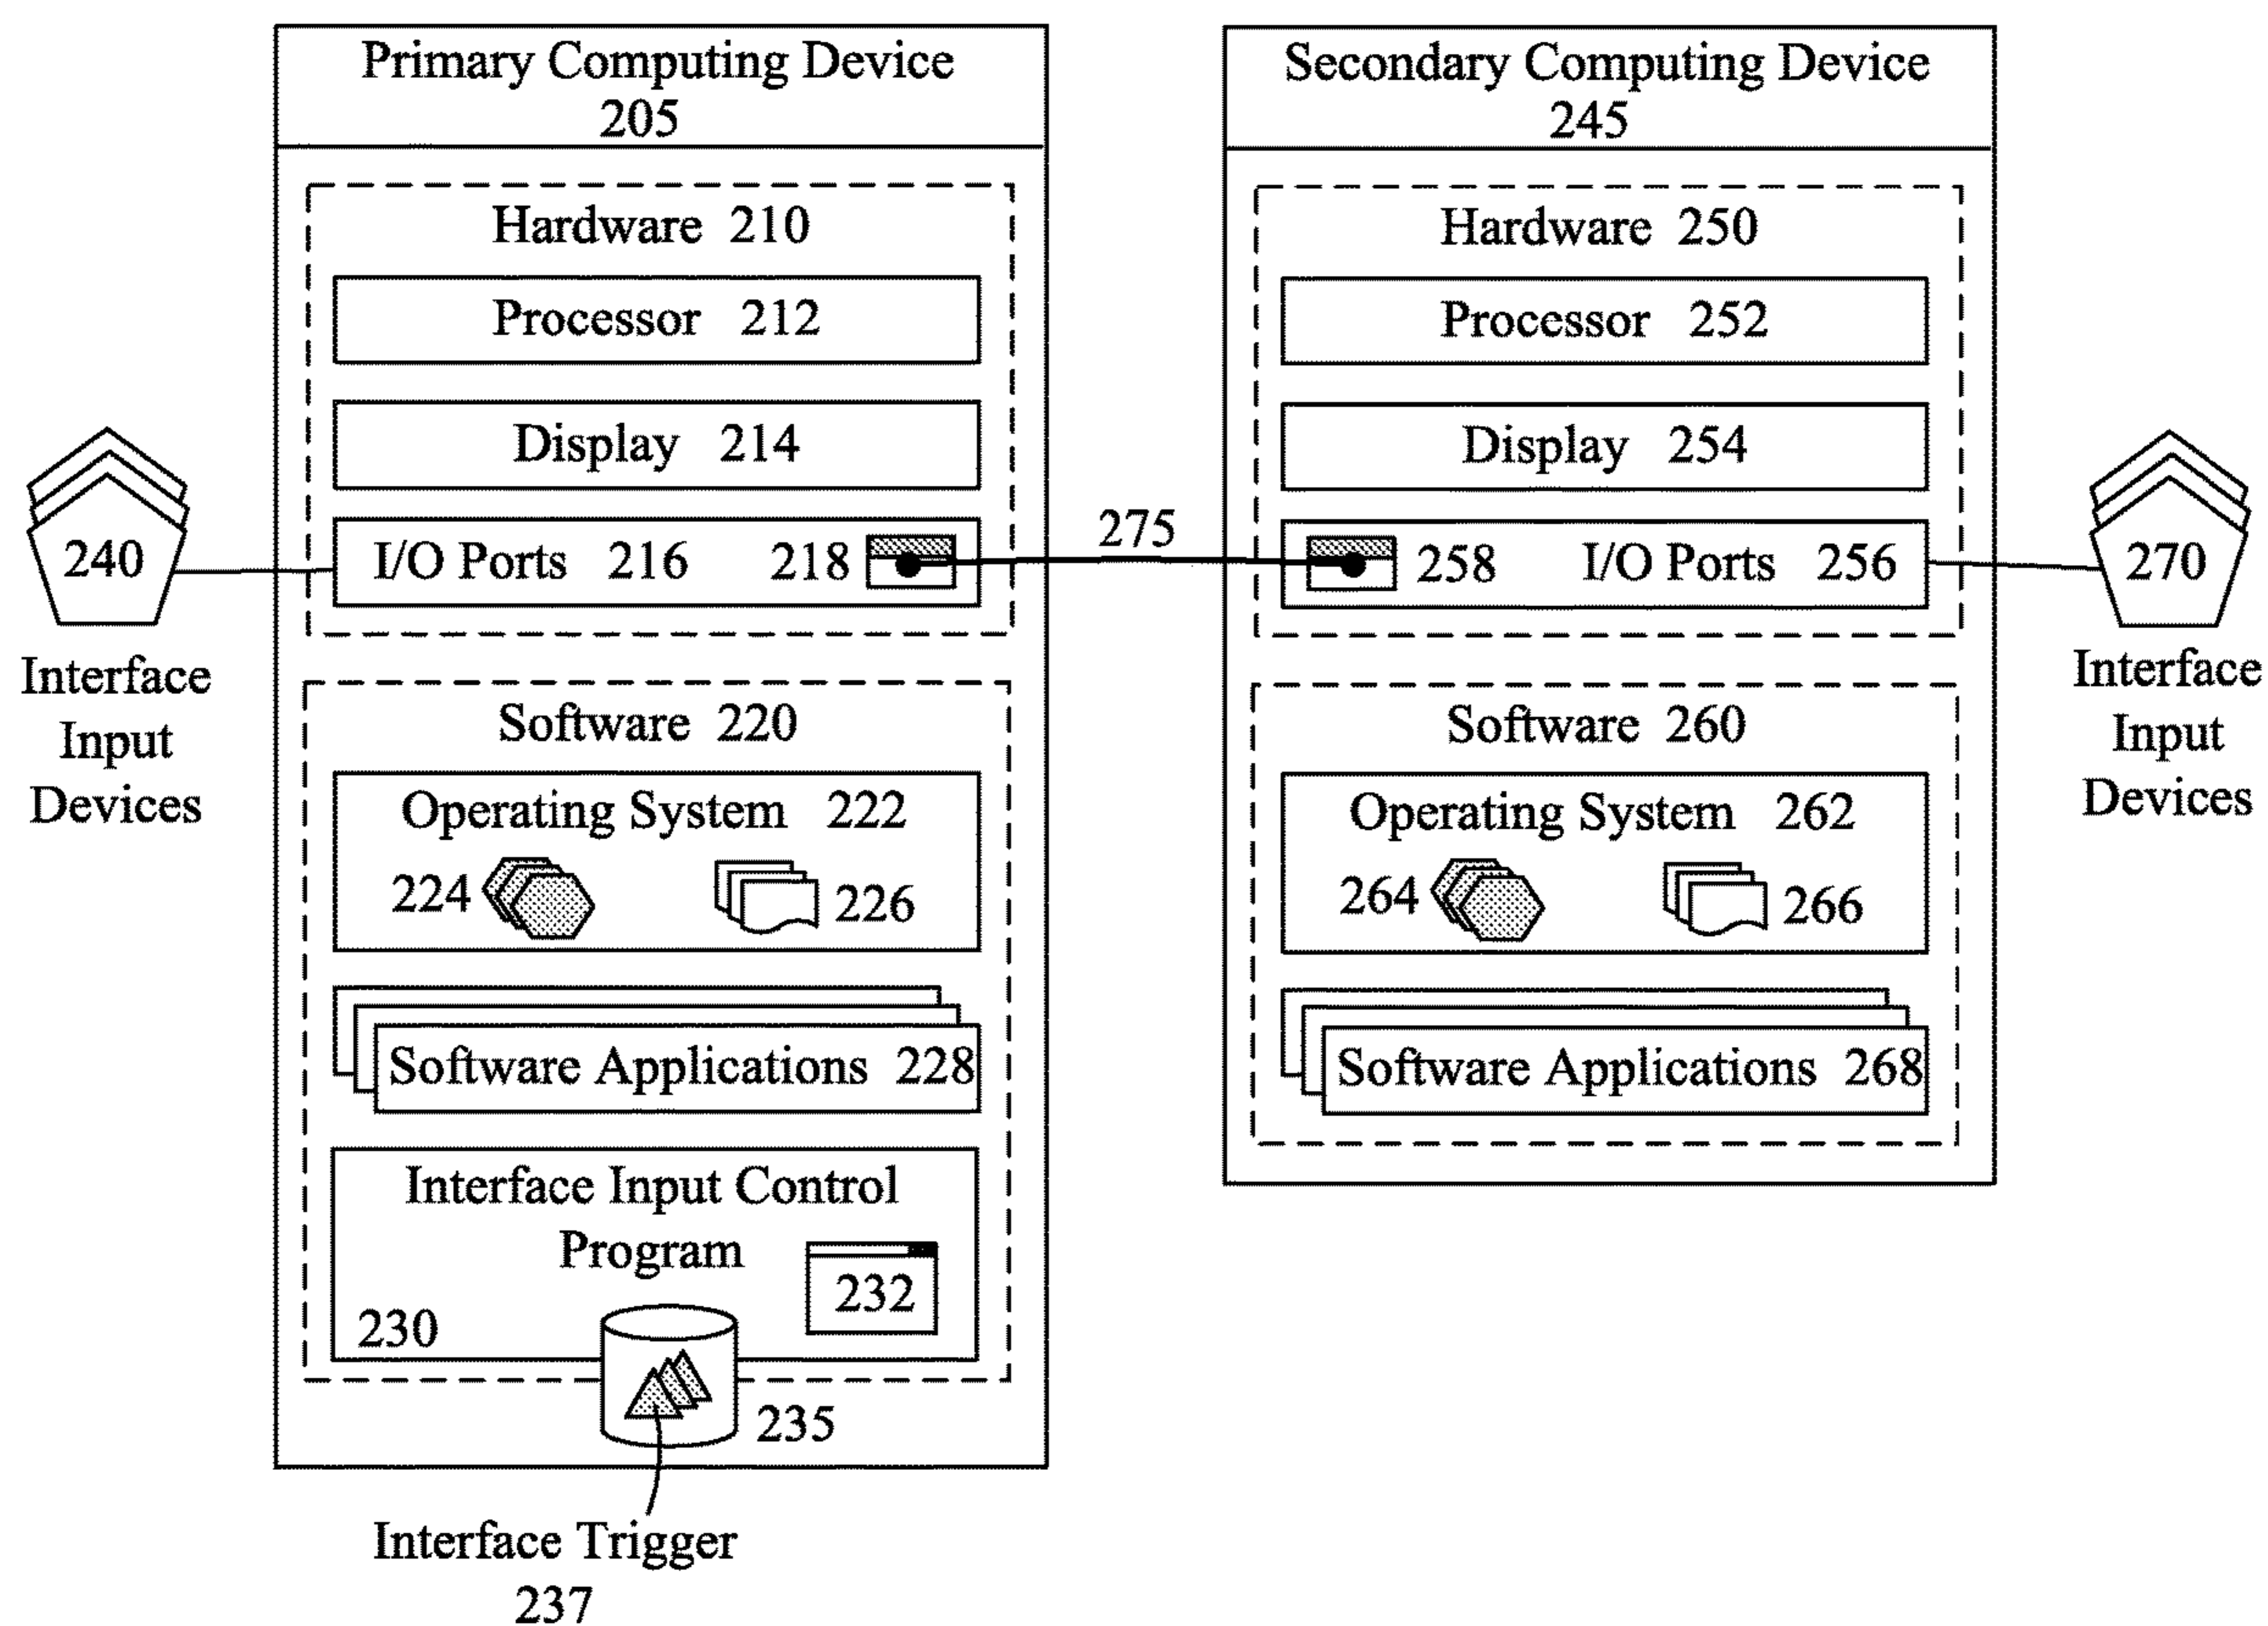 Primary Computing Device
205
Hardware 210
Processor 212
Display 214
I/O Ports 216 218
240
Interface
Input
Devices
Software 220
Operating System 222
224 226
Software Applications 228
Interface Input Control
Program
232
230
235
Interface Trigger
237
275
Secondary Computing Device
245
Hardware 250
Processor 252
Display 254
258 I/O Ports 256
270
Interface
Input
Devices
Software 260
Operating System 262
264 266
Software Applications 268